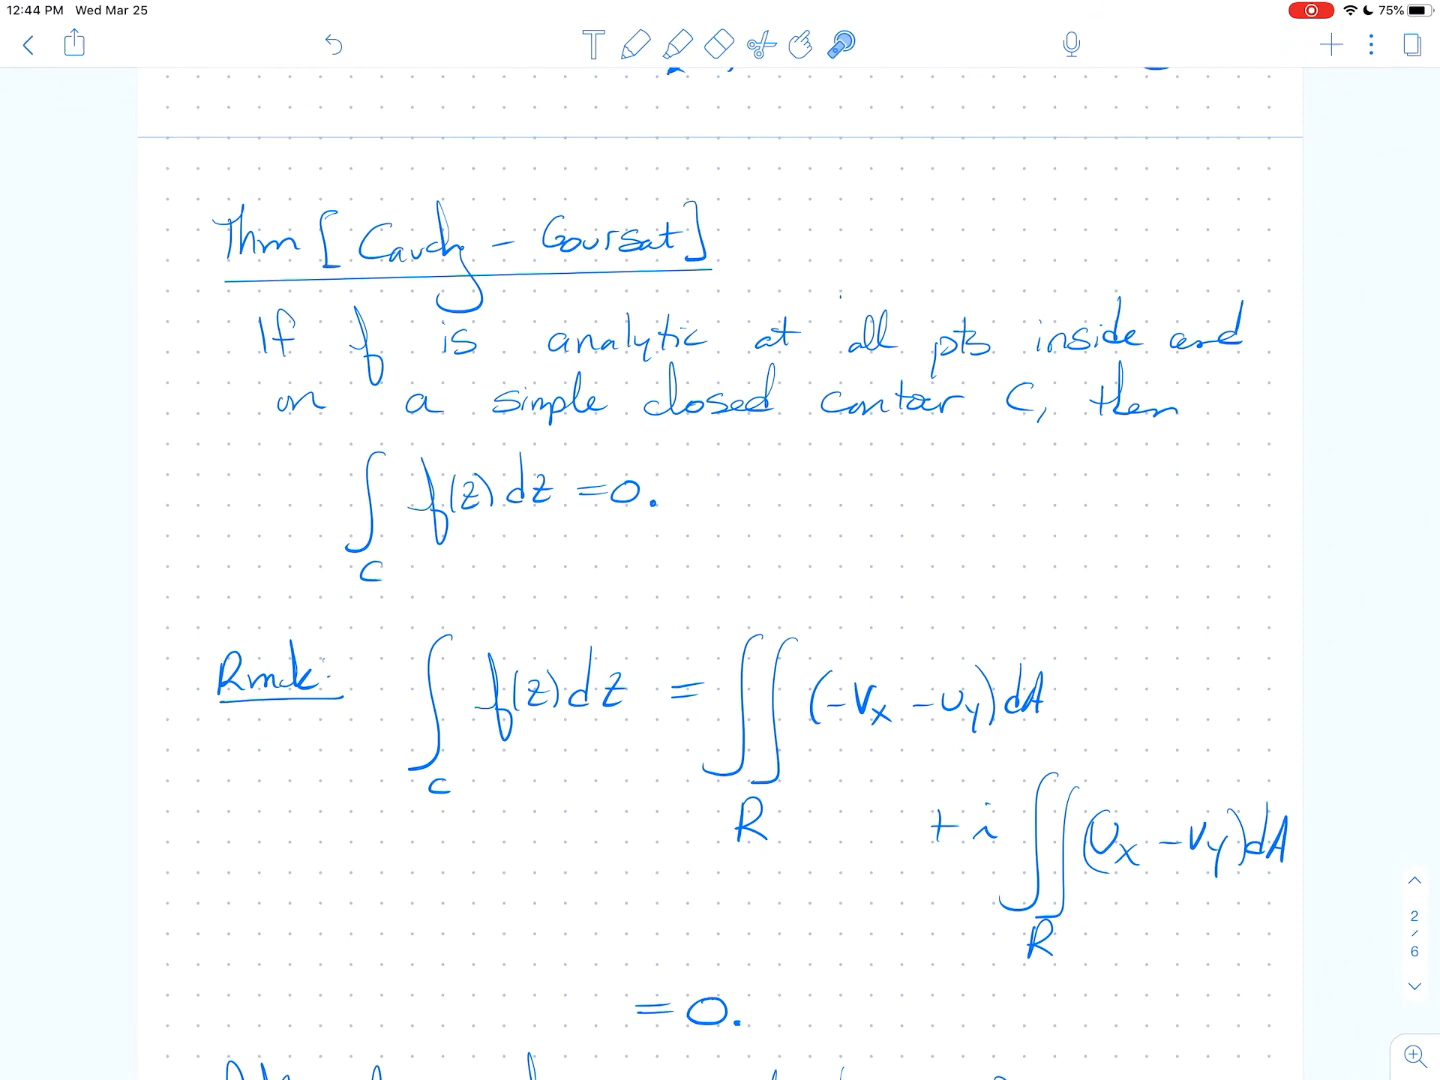 12:44 PM Wed Mar 25
75%
Thm [Cauchy - Goursat]
If f is analytic at all pts inside and
on a simple closed contour C, then
∫_C f(z) dz = 0.
Rmk: ∫_C f(z) dz = ∬_R (-v_x - u_y) dA
+ i ∬_R (u_x - v_y) dA
= 0.
2
/
6